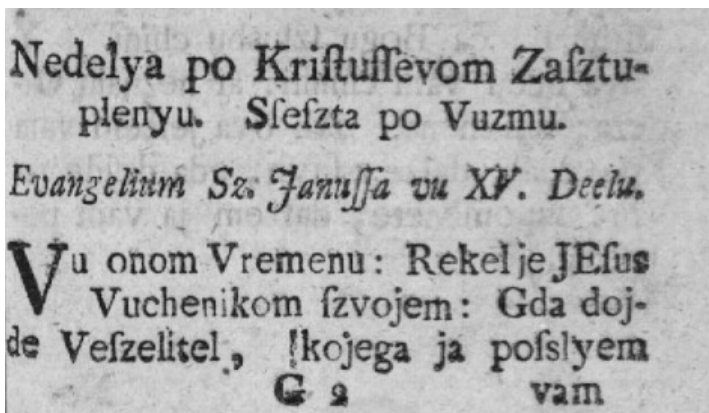 Nedelya po Kriſtuſſevom Zaſztu-
plenyu. Sſeſzta po Vuzmu.
Evangelium Sz. Januſſa vu XV. Deelu.
Vu onom Vremenu: Rekel je JEſus
Vuchenikom ſzvojem: Gda doj-
de Veſzelitel, kojega ja poſslyem
G 2 vam